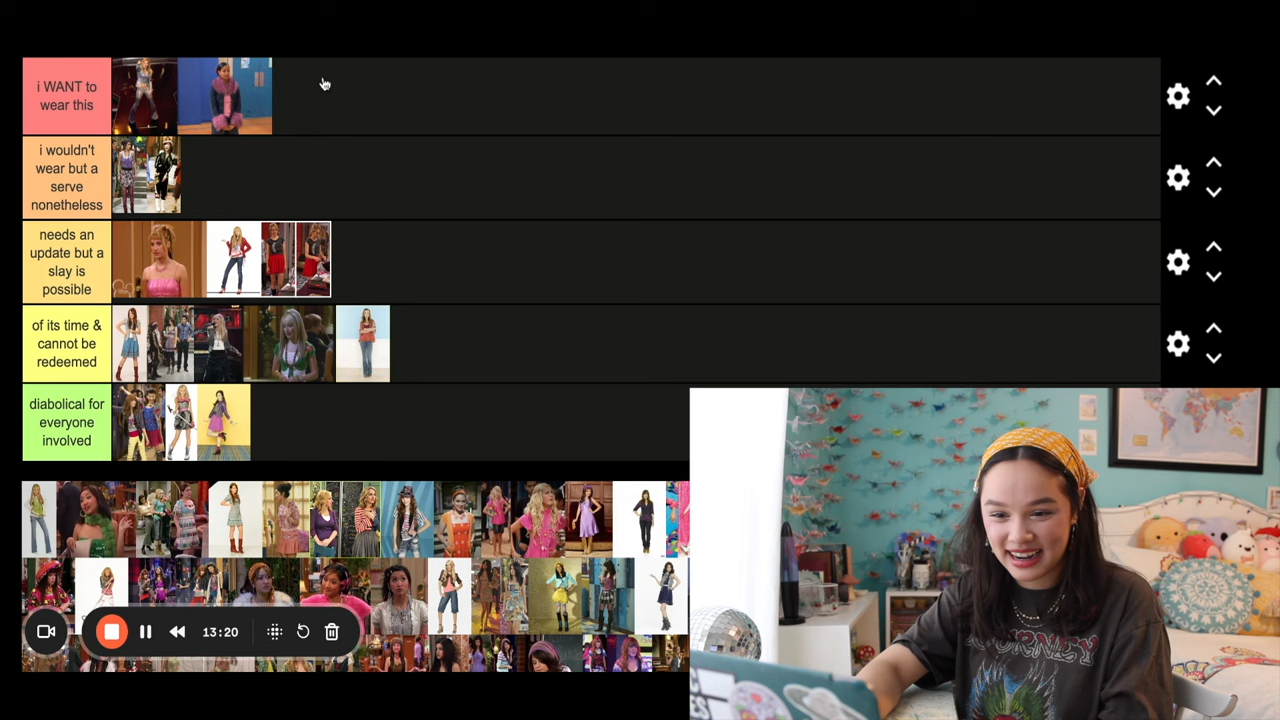 i WANT to
wear this
i wouldn't
wear but a
serve
nonetheless
needs an
update but a
slay is
possible
of its time &
cannot be
redeemed
diabolical for
everyone
involved
13:20
JOURNEY